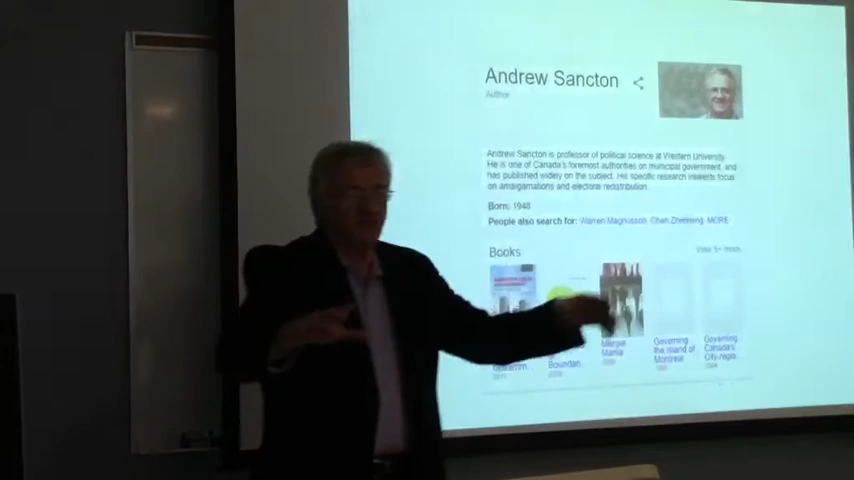 Andrew Sancton
Author
Andrew Sancton is professor of political science at Western University.
He is one of Canada's foremost authorities on municipal government, and
has published widely on the subject. His specific research interests focus
on amalgamations and electoral redistribution.
Born: 1948
People also search for: Warren Magnusson, MORE
Books
View 5+ more
Merger
Mania
Governing
the Island of
Montreal
Governing
Canada's
City-regio...